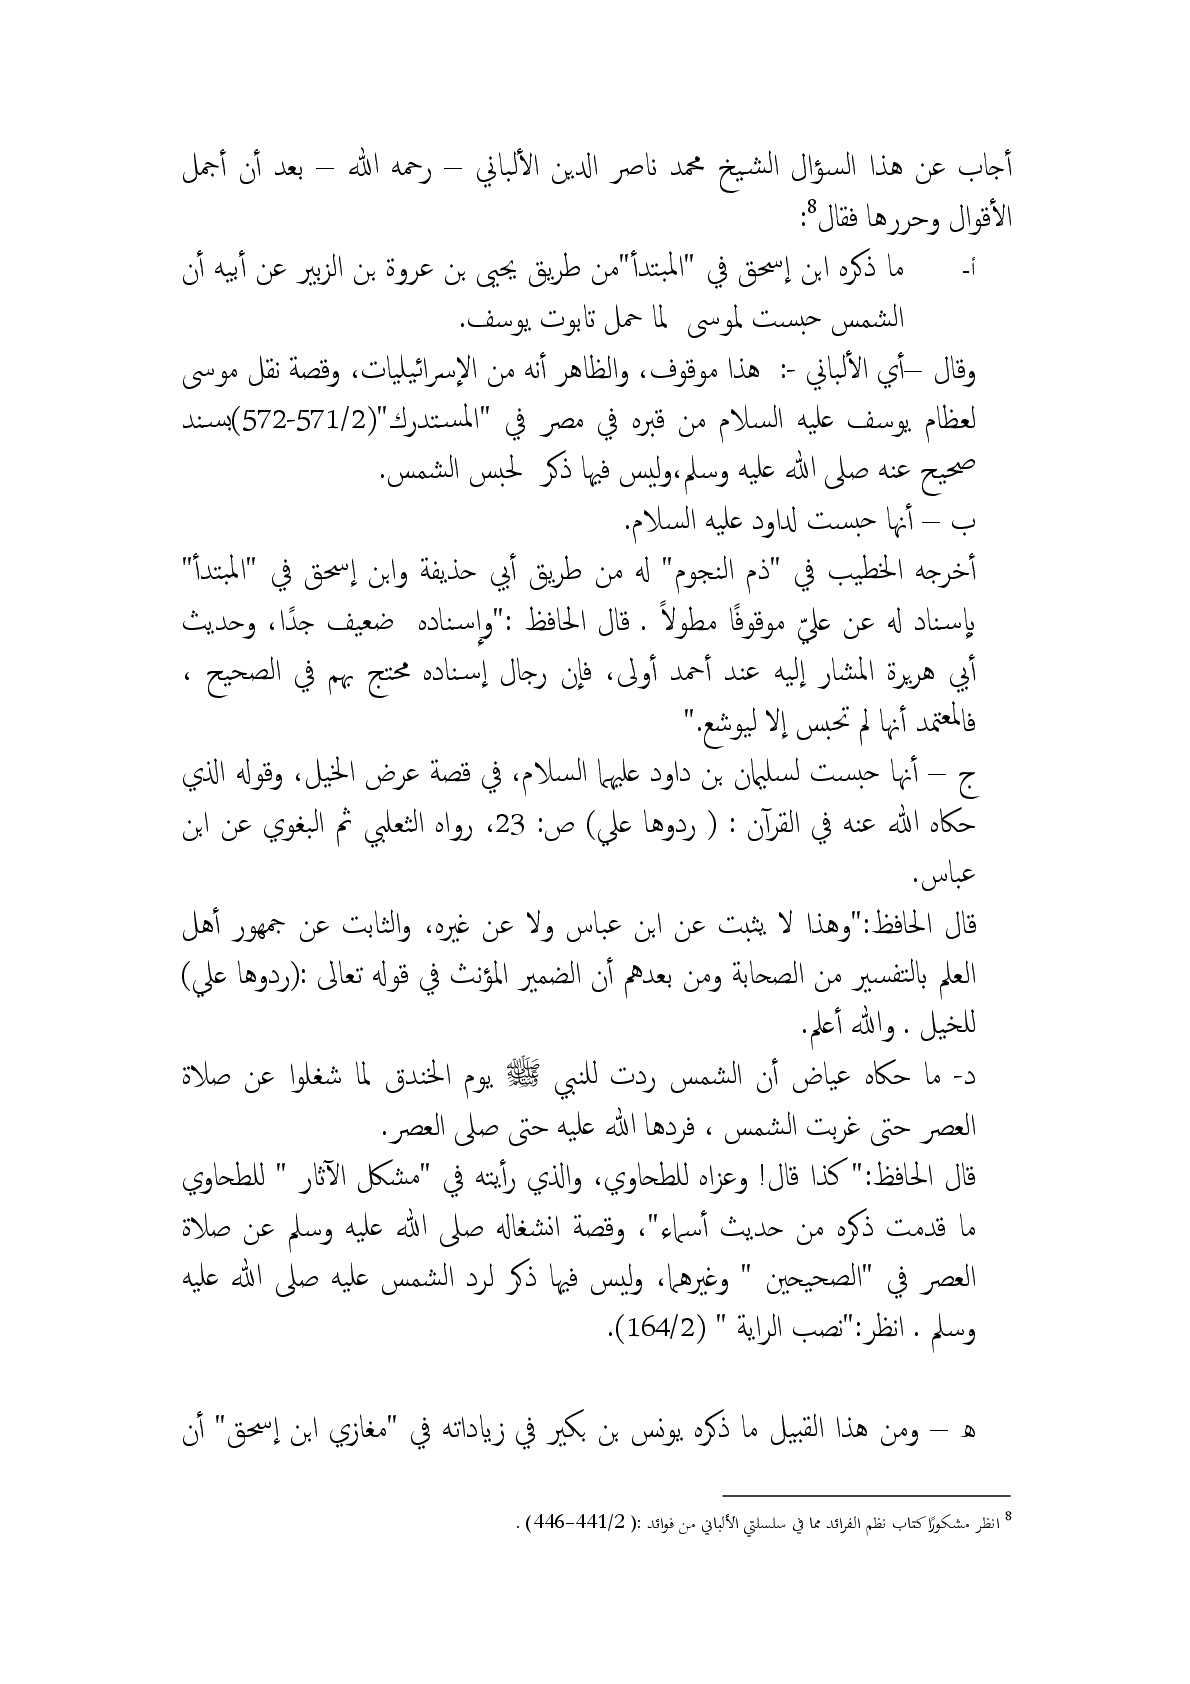 أجاب عن هذا السؤال الشيخ محمد ناصر الدين الألباني – رحمه الله – بعد أن أجمل
الأقوال وحررها فقال8:
أ- ما ذكره ابن إسحق في "المبتدأ"من طريق يحيى بن عروة بن الزبير عن أبيه أن
الشمس حبست لموسى لما حمل تابوت يوسف.
وقال –أي الألباني -: هذا موقوف، والظاهر أنه من الإسرائيليات، وقصة نقل موسى
لعظام يوسف عليه السلام من قبره في مصر في "المستدرك"(571/2-572)بسند
صحيح عنه صلى الله عليه وسلم،وليس فيها ذكر لحبس الشمس.
ب – أنها حبست لداود عليه السلام.
أخرجه الخطيب في "ذم النجوم" له من طريق أبي حذيفة وابن إسحق في "المبتدأ"
بإسناد له عن عليّ موقوفًا مطولاً . قال الحافظ :"وإسناده ضعيف جدًا، وحديث
أبي هريرة المشار إليه عند أحمد أولى، فإن رجال إسناده محتج بهم في الصحيح ،
فالمعتمد أنها لم تحبس إلا ليوشع."
ج – أنها حبست لسليمان بن داود عليهما السلام، في قصة عرض الخيل، وقوله الذي
حكاه الله عنه في القرآن : ( ردوها علي) ص: 23، رواه الثعلبي ثم البغوي عن ابن
عباس.
قال الحافظ:"وهذا لا يثبت عن ابن عباس ولا عن غيره، والثابت عن جمهور أهل
العلم بالتفسير من الصحابة ومن بعدهم أن الضمير المؤنث في قوله تعالى :(ردوها علي)
للخيل . والله أعلم.
د- ما حكاه عياض أن الشمس ردت للنبي ﷺ يوم الخندق لما شغلوا عن صلاة
العصر حتى غربت الشمس ، فردها الله عليه حتى صلى العصر.
قال الحافظ:" كذا قال! وعزاه للطحاوي، والذي رأيته في "مشكل الآثار " للطحاوي
ما قدمت ذكره من حديث أسماء"، وقصة انشغاله صلى الله عليه وسلم عن صلاة
العصر في "الصحيحين " وغيرهما، وليس فيها ذكر لرد الشمس عليه صلى الله عليه
وسلم . انظر:"نصب الراية " (164/2).
ه – ومن هذا القبيل ما ذكره يونس بن بكير في زياداته في "مغازي ابن إسحق" أن
8 انظر مشكورًا كتاب نظم الفرائد مما في سلسلتي الألباني من فوائد :( 441/2–446) .